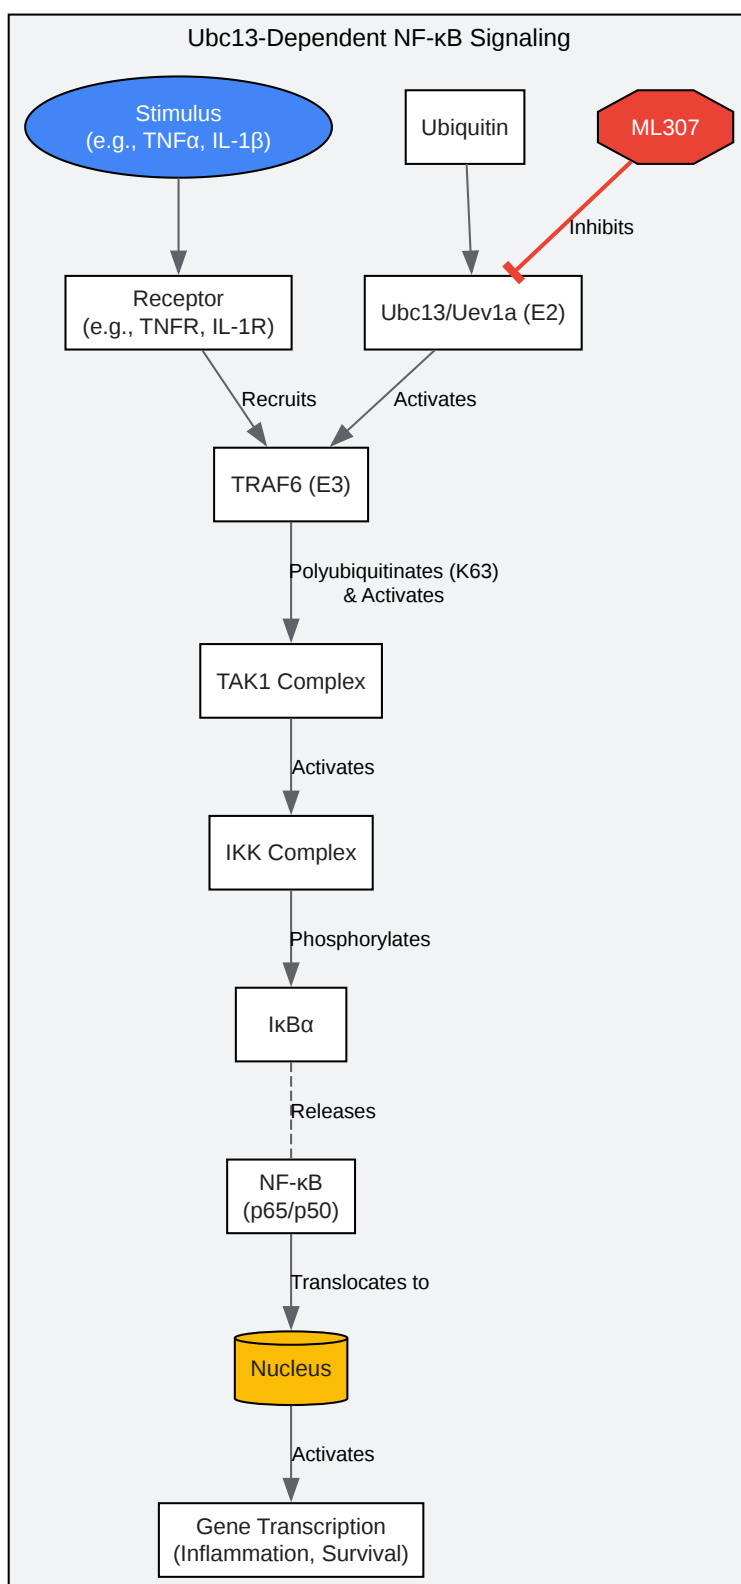 Ubc13-Dependent NF-κB Signaling
Stimulus
(e.g., TNFα, IL-1β)
Ubiquitin
ML307
Inhibits
Receptor
(e.g., TNFR, IL-1R)
Ubc13/Uev1a (E2)
Recruits
Activates
TRAF6 (E3)
Polyubiquitinates (K63)
& Activates
TAK1 Complex
Activates
IKK Complex
Phosphorylates
IκBα
Releases
NF-κB
(p65/p50)
Translocates to
Nucleus
Activates
Gene Transcription
(Inflammation, Survival)